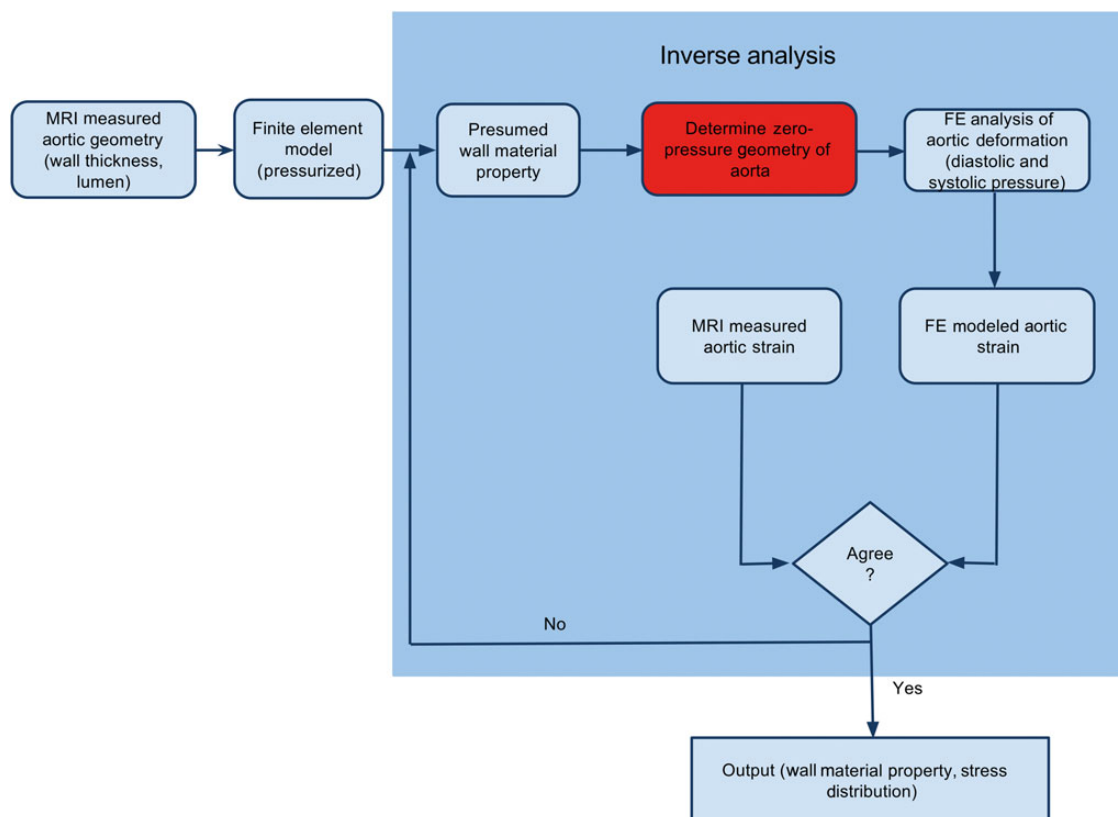 Inverse analysis
MRI measured
aortic geometry
(wall thickness,
lumen)
Finite element
model
(pressurized)
Presumed
wall material
property
Determine zero-
pressure geometry of
aorta
FE analysis of
aortic deformation
(diastolic and
systolic pressure)
MRI measured
aortic strain
FE modeled aortic
strain
Agree
?
No
Yes
Output (wall material property, stress
distribution)